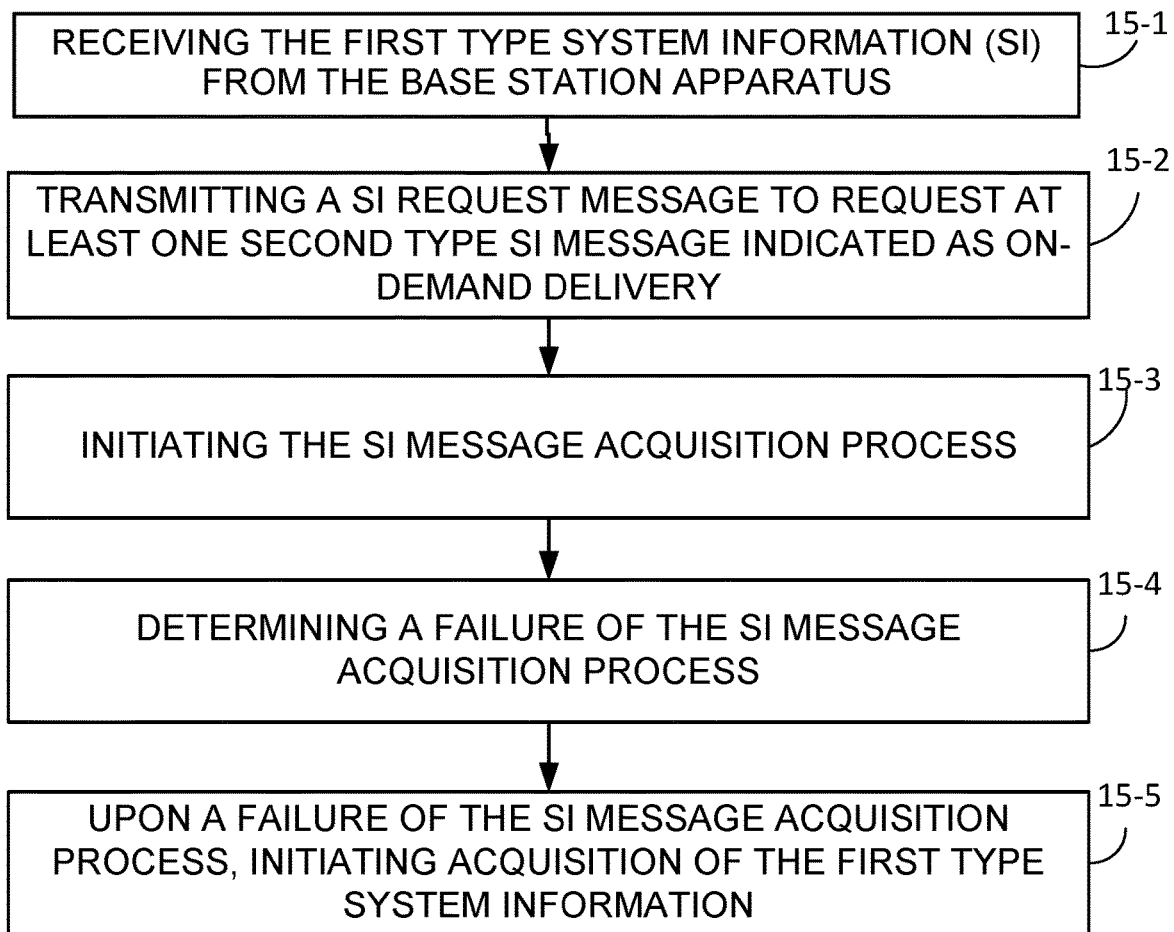 15-1
RECEIVING THE FIRST TYPE SYSTEM INFORMATION (SI)
FROM THE BASE STATION APPARATUS
15-2
TRANSMITTING A SI REQUEST MESSAGE TO REQUEST AT
LEAST ONE SECOND TYPE SI MESSAGE INDICATED AS ON-
DEMAND DELIVERY
15-3
INITIATING THE SI MESSAGE ACQUISITION PROCESS
15-4
DETERMINING A FAILURE OF THE SI MESSAGE
ACQUISITION PROCESS
15-5
UPON A FAILURE OF THE SI MESSAGE ACQUISITION
PROCESS, INITIATING ACQUISITION OF THE FIRST TYPE
SYSTEM INFORMATION